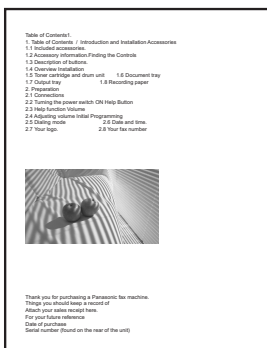 Table of Contents1.
1. Table of Contents / Introduction and Installation Accessories
1.1 Included accessories.
1.2 Accessory information.Finding the Controls
1.3 Description of buttons.
1.4 Overview Installation
1.5 Toner cartridge and drum unit 1.6 Document tray
1.7 Output tray 1.8 Recording paper
2. Preparation
2.1 Connections
2.2 Turning the power switch ON Help Button
2.3 Help function Volume
2.4 Adjusting volume Initial Programming
2.5 Dialing mode 2.6 Date and time.
2.7 Your logo. 2.8 Your fax number
Thank you for purchasing a Panasonic fax machine.
Things you should keep a record of
Attach your sales receipt here.
For your future reference
Date of purchase
Serial number (found on the rear of the unit)